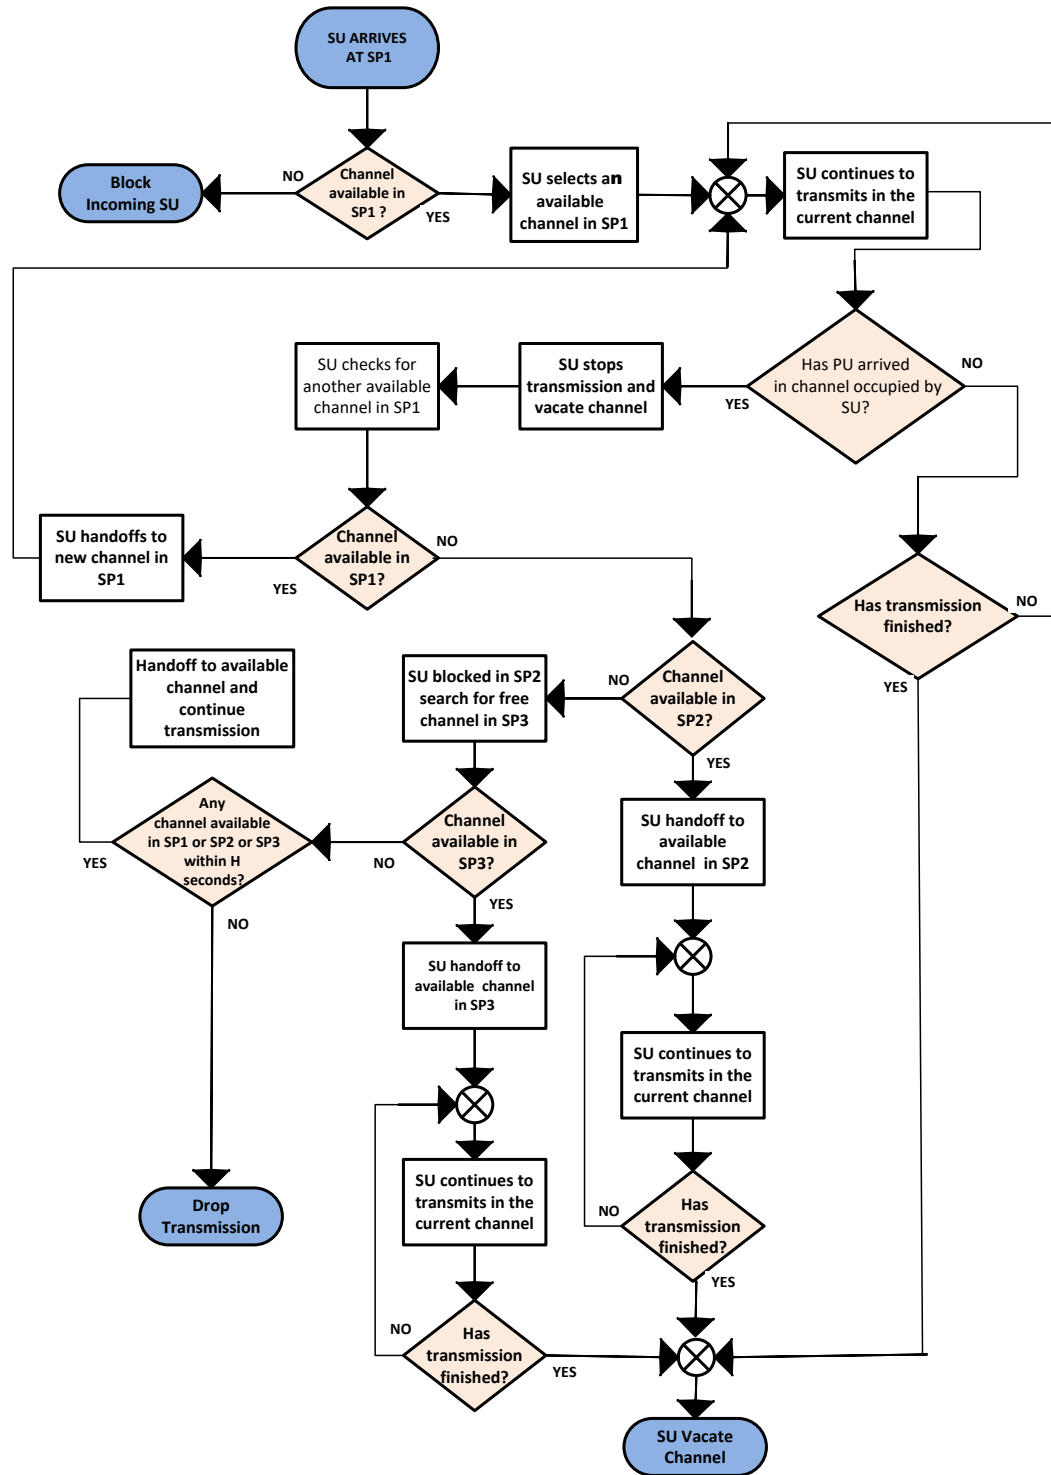 SU ARRIVES
AT SP1
Channel
available in
SP1 ?
NO
YES
Block
Incoming SU
SU selects an
available
channel in SP1
SU continues to
transmits in the
current channel
Has PU arrived
in channel occupied by
SU?
NO
YES
SU stops
transmission and
vacate channel
SU checks for
another available
channel in SP1
Channel
available in
SP1?
NO
YES
SU handoffs to
new channel in
SP1
Has transmission
finished?
NO
YES
Channel
available in
SP2?
NO
YES
SU blocked in SP2
search for free
channel in SP3
Handoff to available
channel and
continue
transmission
Any
channel available
in SP1 or SP2 or SP3
within H
seconds?
YES
NO
Channel
available in
SP3?
NO
YES
SU handoff to
available
channel  in SP2
SU handoff to
available  channel
in SP3
SU continues to
transmits in the
current channel
SU continues to
transmits in the
current channel
Drop
Transmission
Has
transmission
finished?
NO
YES
Has
transmission
finished?
NO
YES
SU Vacate
Channel